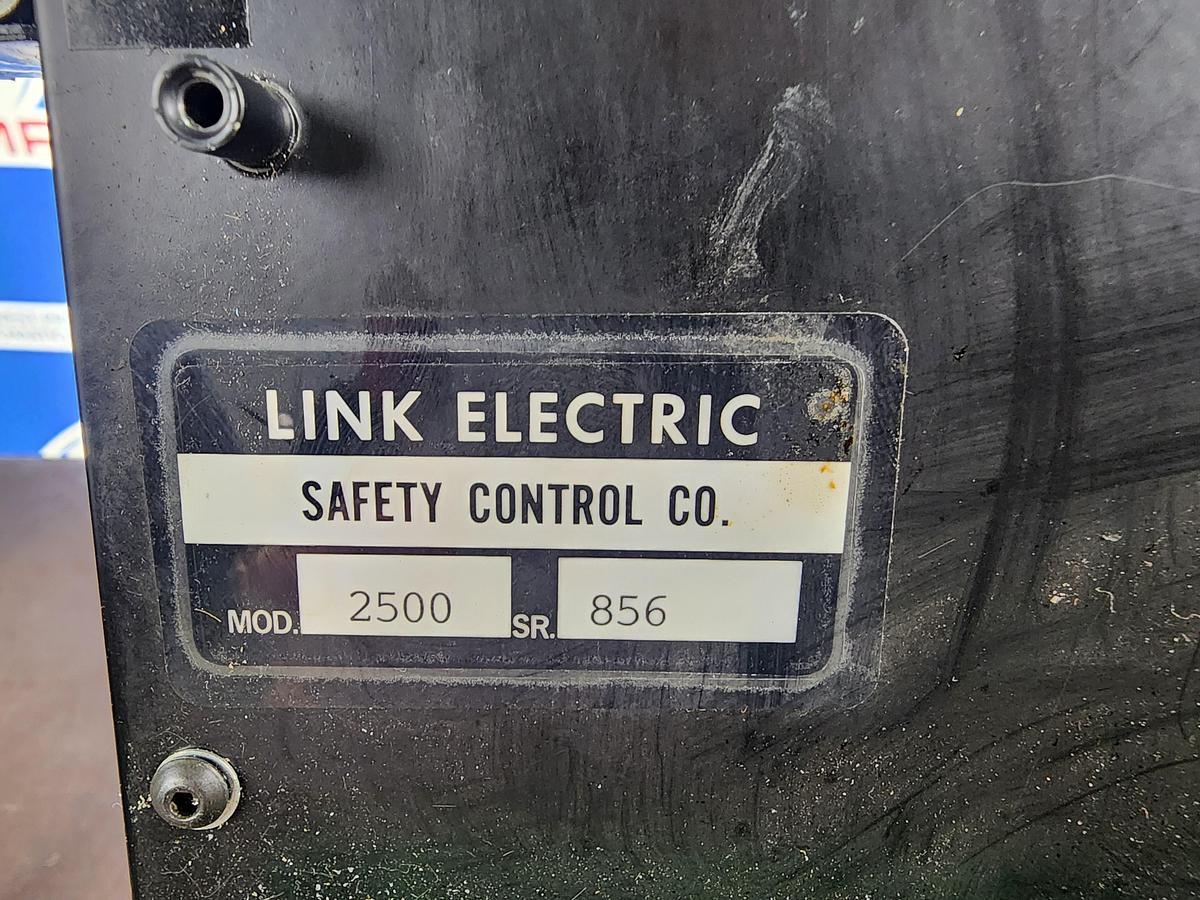 LINK ELECTRIC
SAFETY CONTROL CO.
MOD. 2500 SR. 856